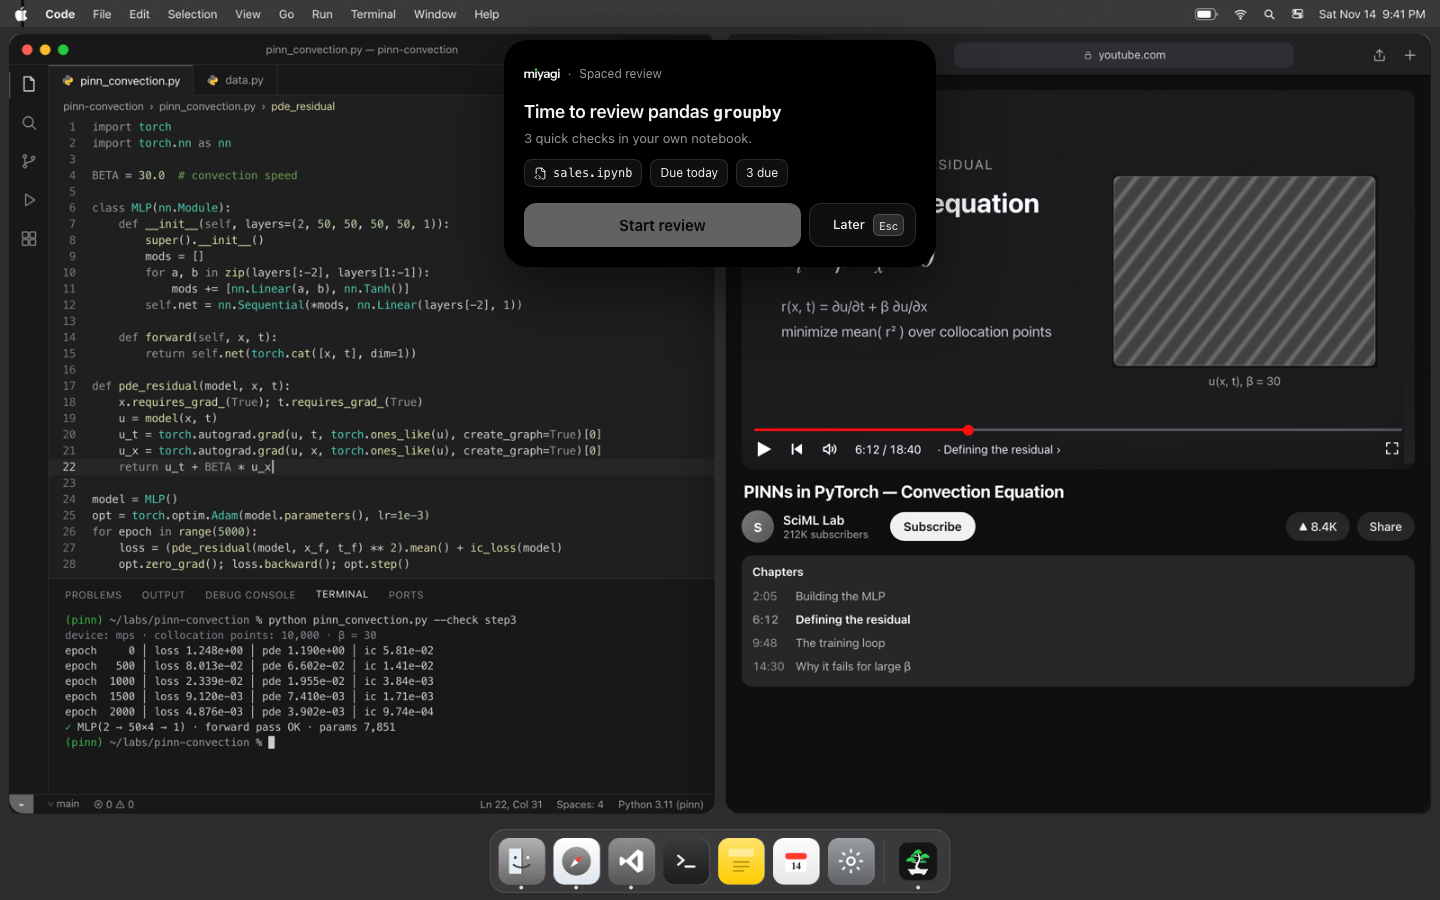 Code File Edit Selection View Go Run Terminal Window Help
Sat Nov 14 9:41 PM
pinn_convection.py — pinn-convection
pinn_convection.py
data.py
pinn-convection › pinn_convection.py › pde_residual
1 import torch
2 import torch.nn as nn
3
4 BETA = 30.0  # convection speed
5
6 class MLP(nn.Module):
7     def __init__(self, layers=(2, 50, 50, 50, 50, 1)):
8         super().__init__()
9         mods = []
10         for a, b in zip(layers[:-2], layers[1:-1]):
11             mods += [nn.Linear(a, b), nn.Tanh()]
12         self.net = nn.Sequential(*mods, nn.Linear(layers[-2], 1))
13
14     def forward(self, x, t):
15         return self.net(torch.cat([x, t], dim=1))
16
17 def pde_residual(model, x, t):
18     x.requires_grad_(True); t.requires_grad_(True)
19     u = model(x, t)
20     u_t = torch.autograd.grad(u, t, torch.ones_like(u), create_graph=True)[0]
21     u_x = torch.autograd.grad(u, x, torch.ones_like(u), create_graph=True)[0]
22     return u_t + BETA * u_x
23
24 model = MLP()
25 opt = torch.optim.Adam(model.parameters(), lr=1e-3)
26 for epoch in range(5000):
27     loss = (pde_residual(model, x_f, t_f) ** 2).mean() + ic_loss(model)
28     opt.zero_grad(); loss.backward(); opt.step()
PROBLEMS OUTPUT DEBUG CONSOLE TERMINAL PORTS
(pinn) ~/labs/pinn-convection % python pinn_convection.py --check step3
device: mps · collocation points: 10,000 · β = 30
epoch     0 | loss 1.248e+00 | pde 1.190e+00 | ic 5.81e-02
epoch   500 | loss 8.013e-02 | pde 6.602e-02 | ic 1.41e-02
epoch  1000 | loss 2.339e-02 | pde 1.955e-02 | ic 3.84e-03
epoch  1500 | loss 9.120e-03 | pde 7.410e-03 | ic 1.71e-03
epoch  2000 | loss 4.876e-03 | pde 3.902e-03 | ic 9.74e-04
✓ MLP(2 → 50×4 → 1) · forward pass OK · params 7,851
(pinn) ~/labs/pinn-convection %
main 0 0
Ln 22, Col 31 Spaces: 4 Python 3.11 (pinn)
miyagi · Spaced review
Time to review pandas groupby
3 quick checks in your own notebook.
sales.ipynb
Due today
3 due
Start review
Later Esc
youtube.com
SIDUAL
equation
r(x, t) = ∂u/∂t + β ∂u/∂x
minimize mean( r² ) over collocation points
u(x, t), β = 30
6:12 / 18:40 · Defining the residual ›
PINNs in PyTorch — Convection Equation
S
SciML Lab
212K subscribers
Subscribe
8.4K
Share
Chapters
2:05 Building the MLP
6:12 Defining the residual
9:48 The training loop
14:30 Why it fails for large β
14